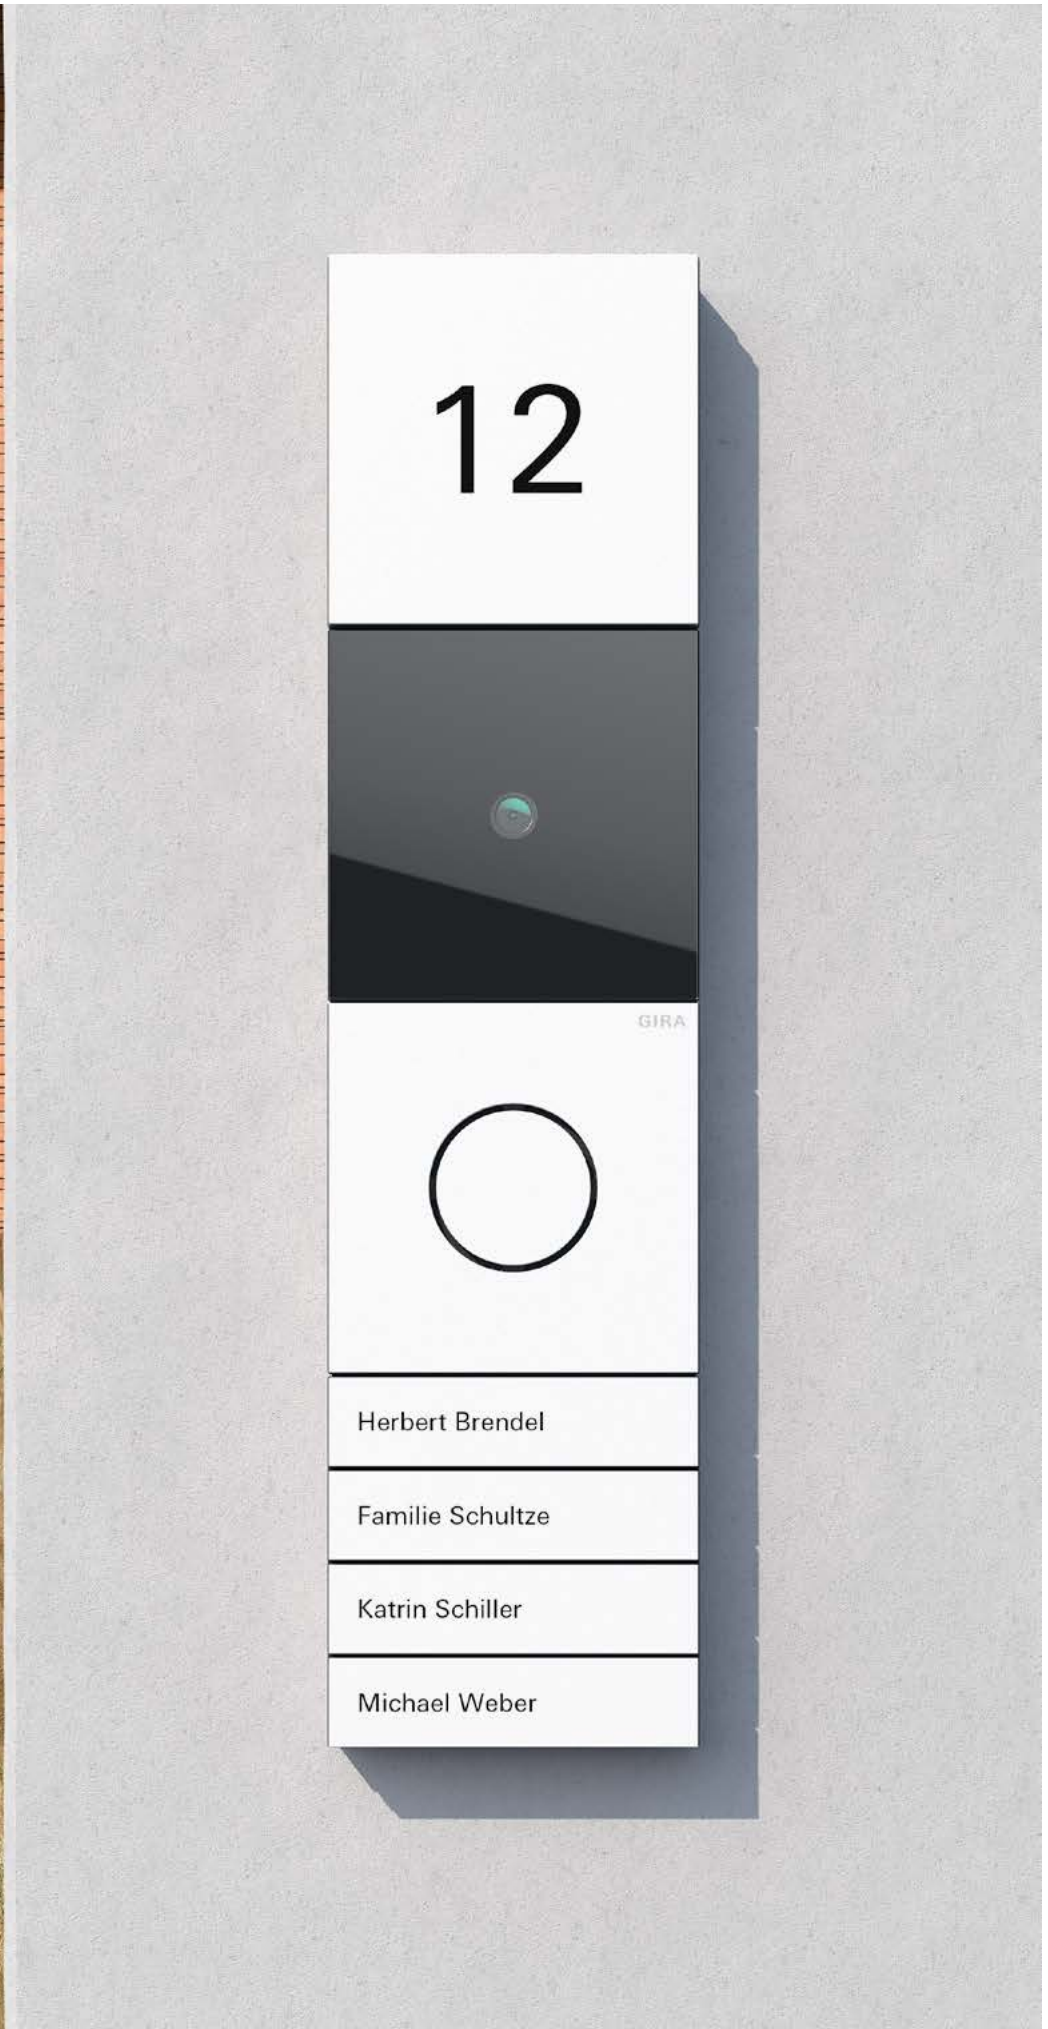 12
GIRA
Herbert Brendel
Familie Schultze
Katrin Schiller
Michael Weber